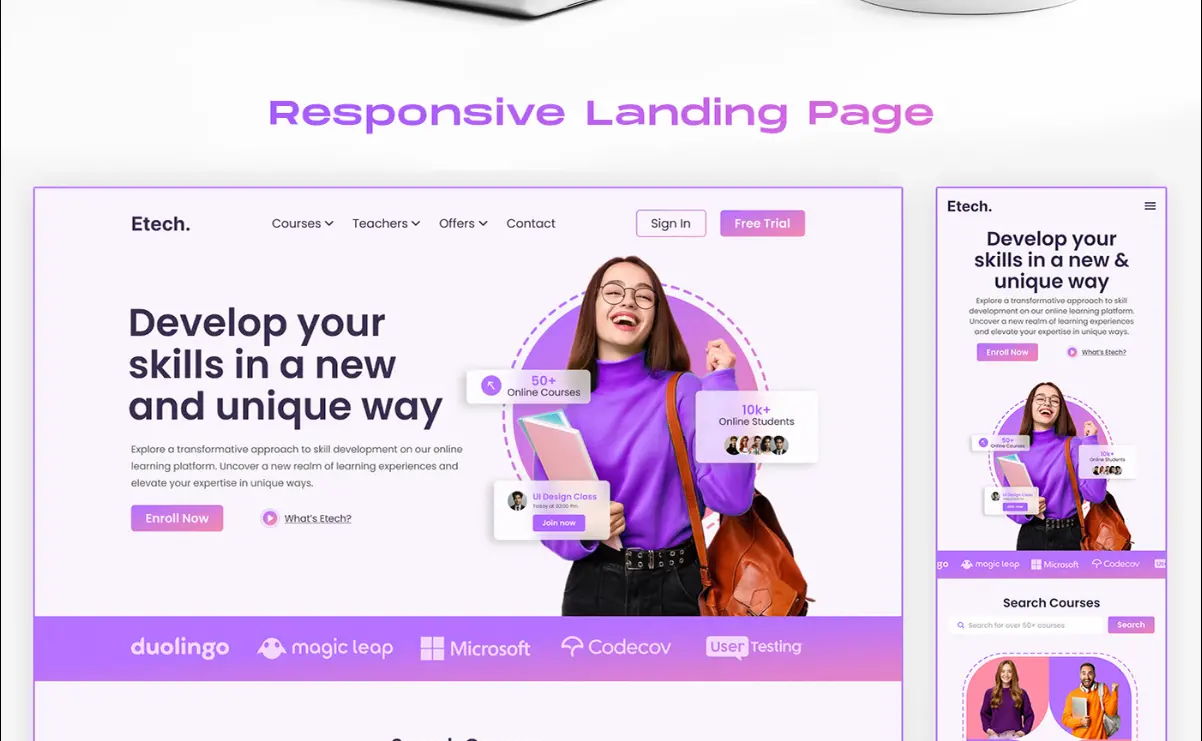 Responsive Landing Page
Etech.
Courses
Teachers
Offers
Contact
Sign In
Free Trial
Develop your
skills in a new
and unique way
Explore a transformative approach to skill development on our online
learning platform. Uncover a new realm of learning experiences and
elevate your expertise in unique ways.
Enroll Now
What's Etech?
50+
Online Courses
10k+
Online Students
UI Design Class
Today at 02:00 Pm
Join now
duolingo
magic leap
Microsoft
Codecov
User Testing
Etech.
Develop your
skills in a new &
unique way
Explore a transformative approach to skill
development on our online learning platform.
Uncover a new realm of learning experiences
and elevate your expertise in unique ways.
Enroll Now
What's Etech?
50+
Online Courses
10k+
Online Students
UI Design Class
Join now
go
magic leap
Microsoft
Codecov
Search Courses
Search for over 50+ courses
Search